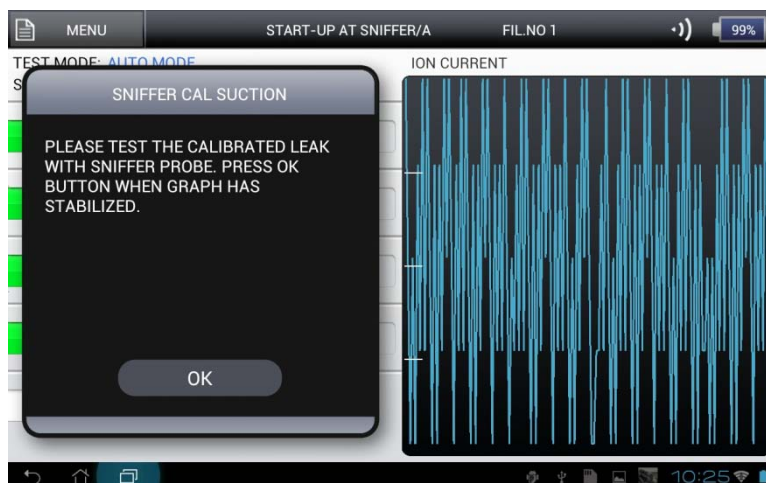 MENU
START-UP AT SNIFFER/A
FIL.NO 1
99%
TEST MODE: AUTO MODE
ION CURRENT
S
SNIFFER CAL SUCTION
PLEASE TEST THE CALIBRATED LEAK
WITH SNIFFER PROBE. PRESS OK
BUTTON WHEN GRAPH HAS
STABILIZED.
OK
10:25